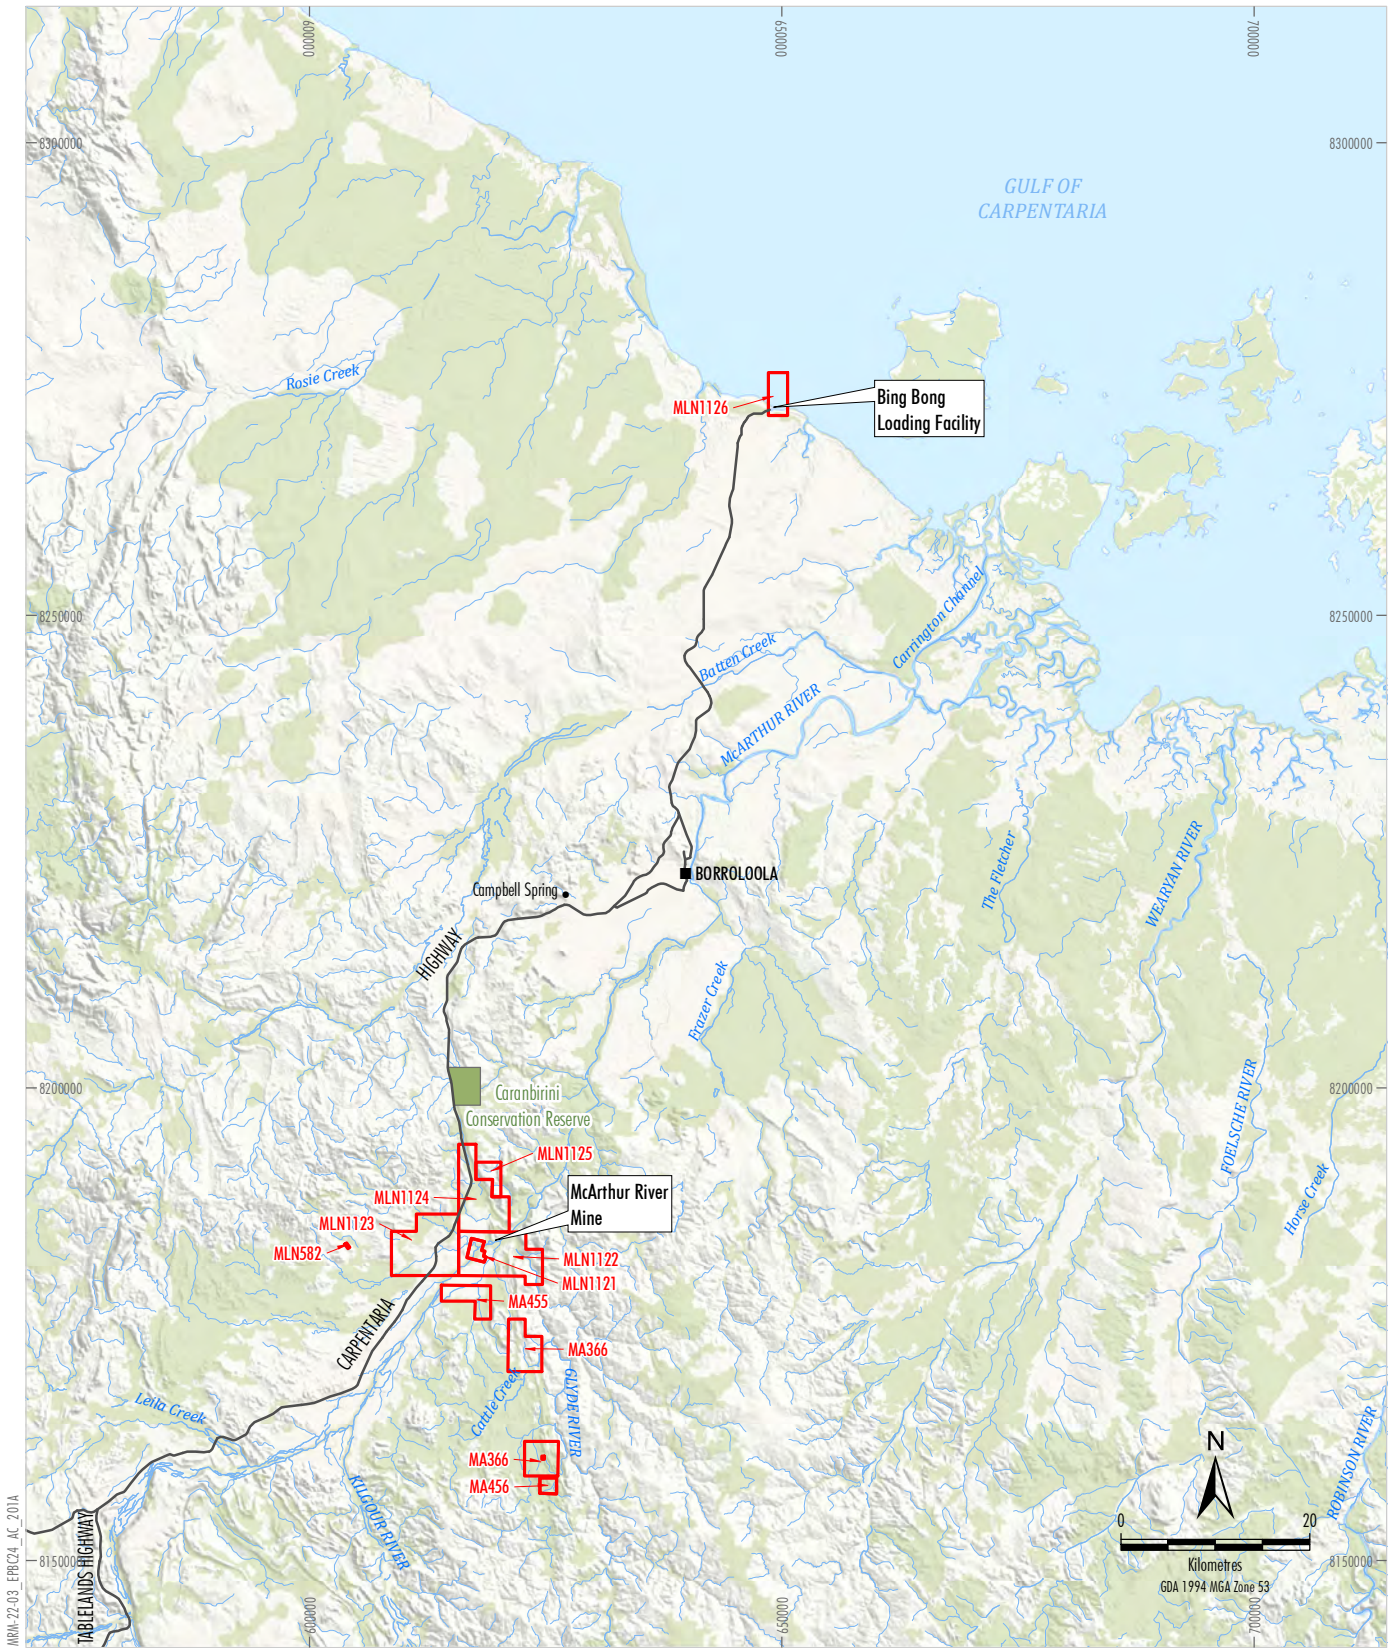 600000
650000
700000
8300000
8300000
GULF OF
CARPENTARIA
Rosie Creek
MLN1126
Bing Bong
Loading Facility
8250000
8250000
Carrington Channel
Batten Creek
McARTHUR RIVER
The Fletcher
WEARYAN RIVER
BORROLOOLA
Campbell Spring
HIGHWAY
Frazer Creek
8200000
8200000
Caranbirini
Conservation Reserve
FOELSCHE RIVER
Horse Creek
MLN1125
McArthur River
Mine
MLN1124
MLN1123
MLN582
MLN1122
MLN1121
MA455
CARPENTARIA
MA366
Cattle Creek
GLYDE RIVER
Leila Creek
MA366
MA456
KILGOUR RIVER
ROBINSON RIVER
N
0 20
Kilometres
GDA 1994 MGA Zone 53
8150000
8150000
TABLELANDS HIGHWAY
MRM-22-03_EPBC24_AC_201A
600000
650000
700000